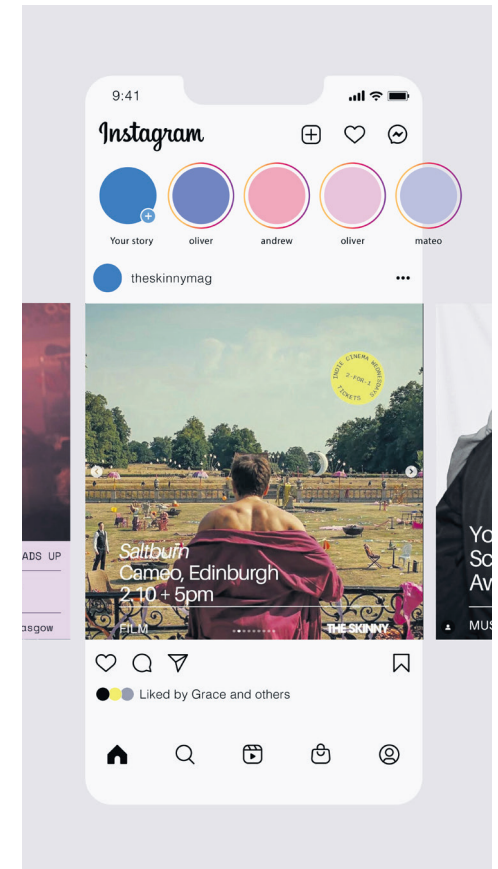 9:41
Instagram
Your story
oliver
andrew
oliver
mateo
theskinnymag
INDIE CINEMA WEDNESDAYS
2-FOR-1
TICKETS
ADS UP
asgow
Saltburn
Cameo, Edinburgh
2.10 + 5pm
FILM
THE SKINNY
Yo
Sc
Av
MUS
Liked by Grace and others